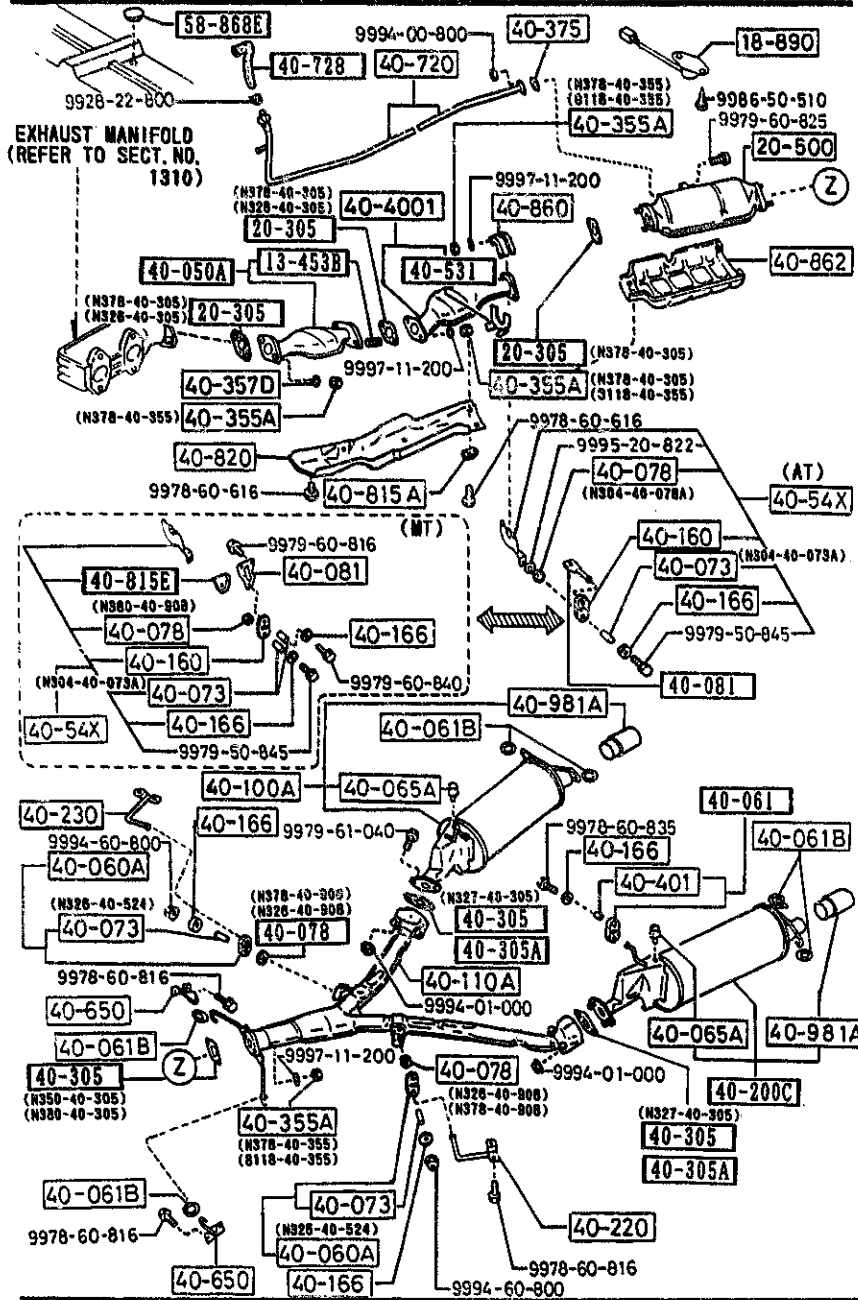 58-868E
9994-00-800
40-375
18-890
40-728
40-720
(N378-40-355)
(8118-40-355)
40-355A
9928-22-800
9986-50-510
9979-60-825
20-500
EXHAUST MANIFOLD
(REFER TO SECT. NO.
1310)
9997-11-200
Z
(N378-40-305)
(N326-40-305)
20-305
40-4001
40-860
40-050A
13-453B
40-531
40-862
(N378-40-305)
(N326-40-305)
20-305
20-305
(N378-40-305)
9997-11-200
40-357D
40-355A
(N378-40-305)
(3118-40-355)
(N378-40-355)
40-355A
9978-60-616
40-820
9995-20-822
40-078
(N304-40-078A)
(AT)
40-54X
9978-60-616
40-815A
(MT)
9979-60-816
40-160
40-073
(N304-40-073A)
40-815E
40-081
(N380-40-908)
40-078
40-166
40-166
40-160
9979-50-845
(N304-40-073A)
40-073
9979-60-840
40-081
40-54X
40-166
9979-50-845
40-981A
40-061B
40-100A
40-065A
40-061
40-230
40-166
9979-61-040
9978-60-835
40-061B
9994-60-800
40-166
40-060A
40-401
(N326-40-524)
40-073
(N378-40-908)
(N326-40-908)
40-078
(N327-40-305)
40-305
40-305A
9978-60-816
40-110A
40-650
9994-01-000
40-061B
40-065A
40-981A
40-305
Z
9997-11-200
40-078
9994-01-000
40-200C
(N350-40-305)
(N380-40-305)
(N326-40-908)
(N378-40-908)
40-355A
(N378-40-355)
(8118-40-355)
(N327-40-305)
40-305
40-305A
40-061B
40-073
9978-60-816
(N326-40-524)
40-060A
40-220
40-650
40-166
9978-60-816
9994-60-800